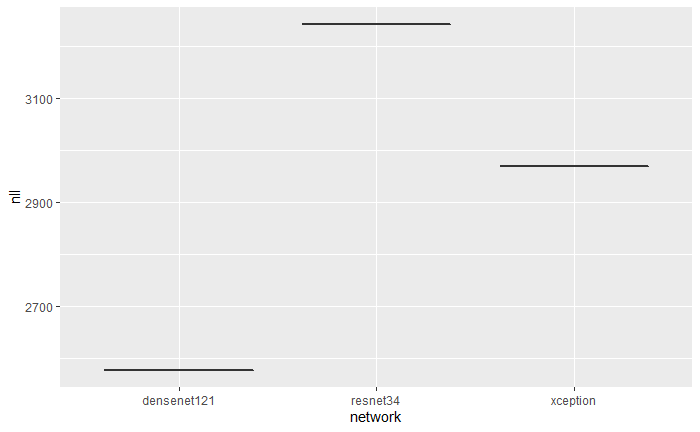 nll
3100
2900
2700
densenet121 resnet34 xception
network